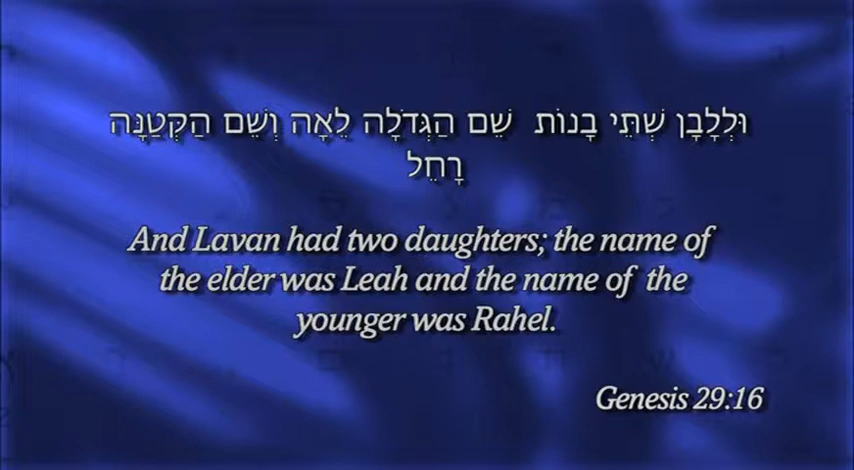 וּלְלָבָן שְׁתֵּי בָנוֹת שֵׁם הַגְּדֹלָה לֵאָה וְשֵׁם הַקְּטַנָּה
רָחֵל
And Lavan had two daughters; the name of
the elder was Leah and the name of the
younger was Rahel.
Genesis 29:16